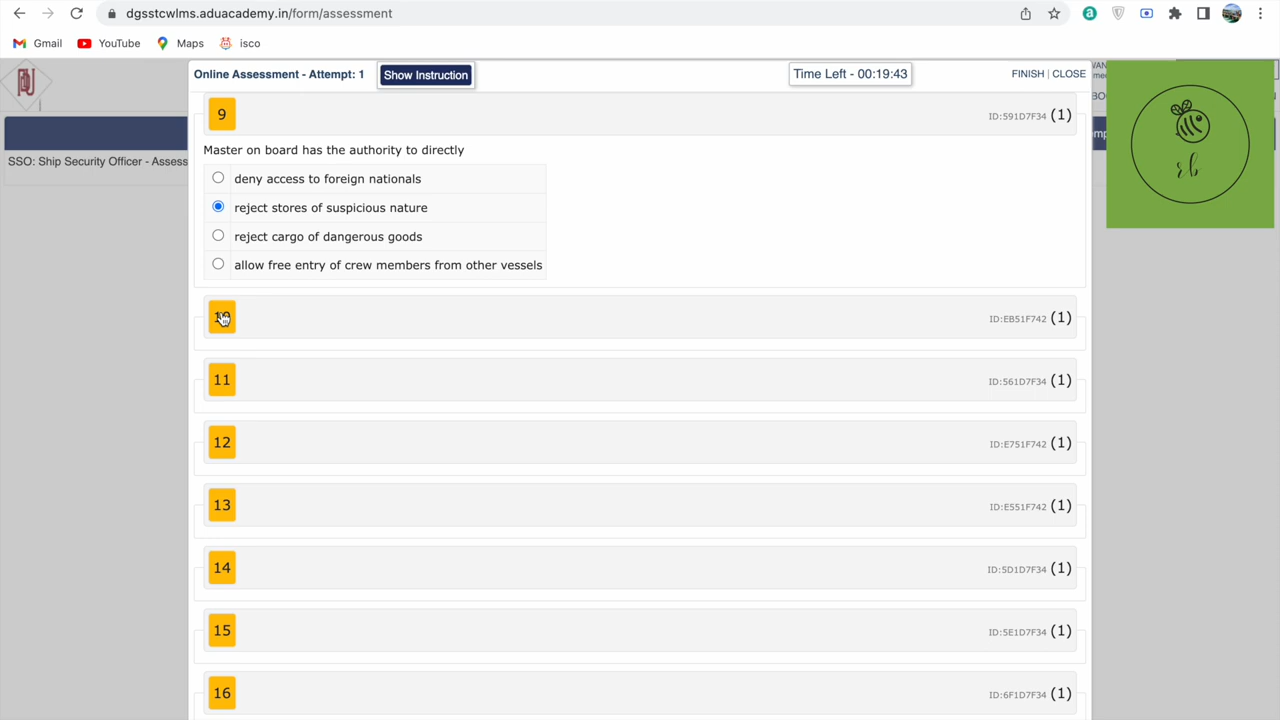 dgsstcwlms.aduacademy.in/form/assessment
Gmail YouTube Maps isco
Online Assessment - Attempt: 1 Show Instruction Time Left - 00:19:43 FINISH | CLOSE
9 ID:591D7F34 (1)
SSO: Ship Security Officer - Assess
Master on board has the authority to directly
deny access to foreign nationals
reject stores of suspicious nature
reject cargo of dangerous goods
allow free entry of crew members from other vessels
rb
10 ID:EB51F742 (1)
11 ID:561D7F34 (1)
12 ID:E751F742 (1)
13 ID:E551F742 (1)
14 ID:5D1D7F34 (1)
15 ID:5E1D7F34 (1)
16 ID:6F1D7F34 (1)